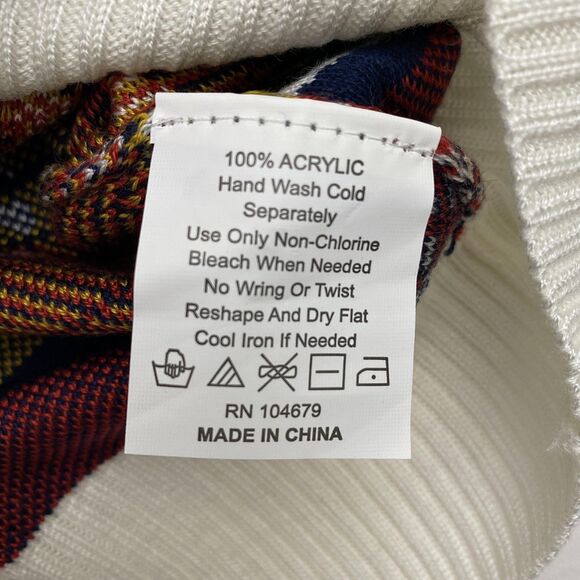 100% ACRYLIC
Hand Wash Cold
Separately
Use Only Non-Chlorine
Bleach When Needed
No Wring Or Twist
Reshape And Dry Flat
Cool Iron If Needed
RN 104679
MADE IN CHINA